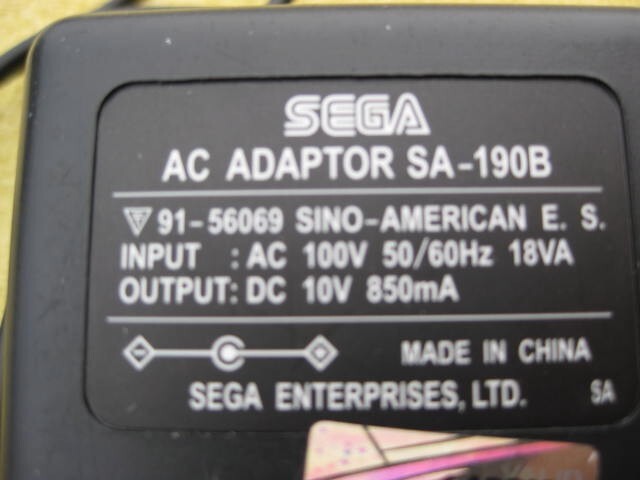 SEGA
AC ADAPTOR SA-190B
91-56069 SINO-AMERICAN E. S.
INPUT : AC 100V 50/60Hz 18VA
OUTPUT: DC 10V 850mA
MADE IN CHINA
SEGA ENTERPRISES, LTD. SA